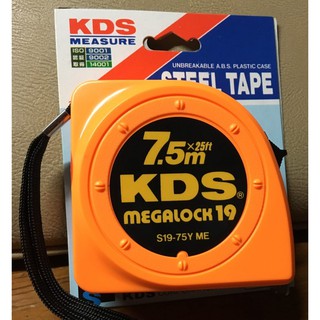 KDS
MEASURE
ISO 9001
9002
14001
UNBREAKABLE A.B.S. PLASTIC CASE
STEEL TAPE
7.5m×25ft
KDS®
MEGALOCK 19
S19-75Y ME
KDS